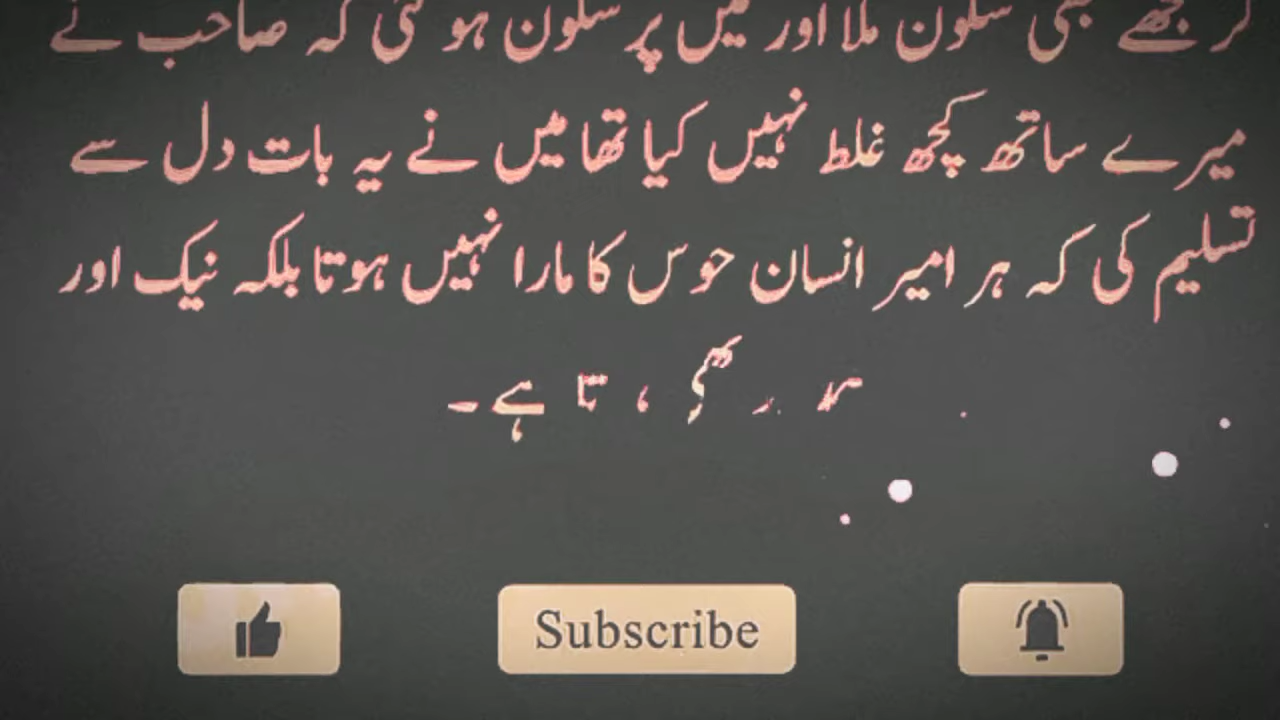 کر مجھے سکون ملا اور میں پر سکون ہو گئی کہ صاحب نے
میرے ساتھ کچھ غلط نہیں کیا تھا میں نے یہ بات دل سے
تسلیم کی کہ ہر امیر انسان حوس کا مارا نہیں ہوتا بلکہ نیک اور
ہے۔
Subscribe